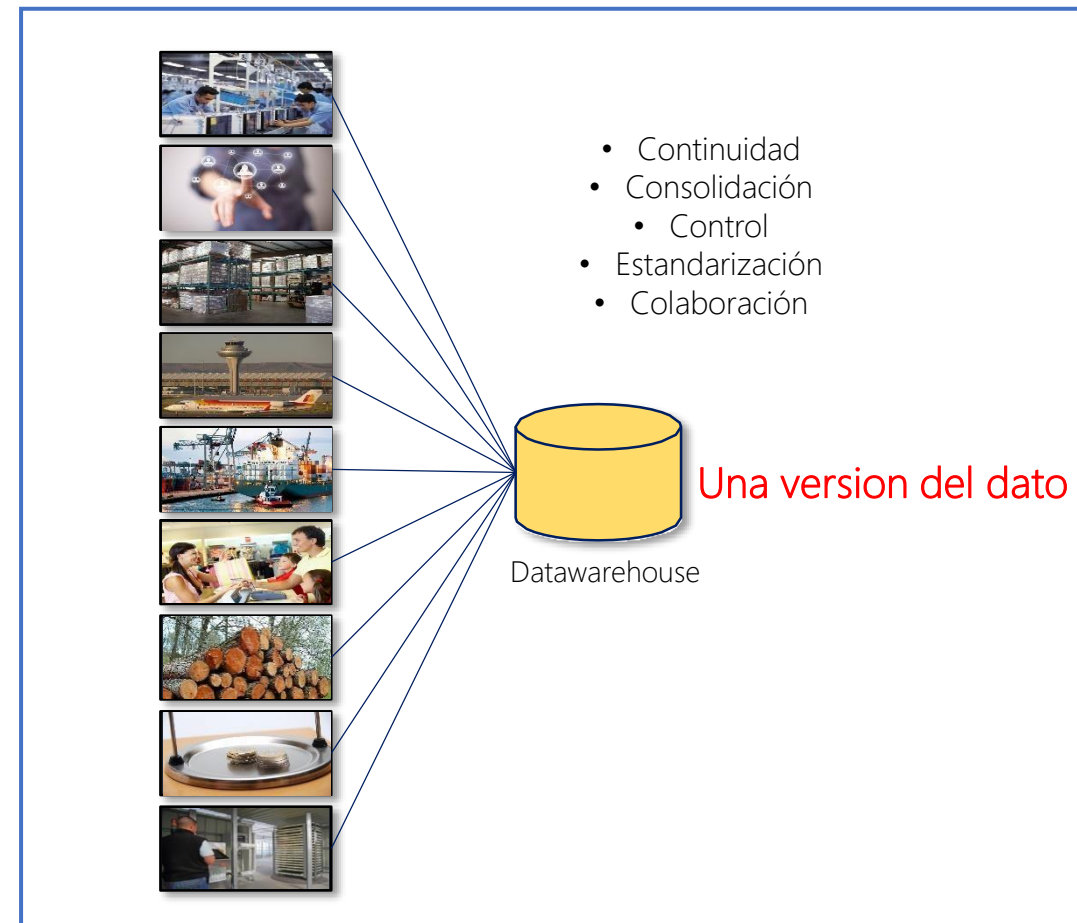 • Continuidad
• Consolidación
• Control
• Estandarización
• Colaboración
Una version del dato
Datawarehouse